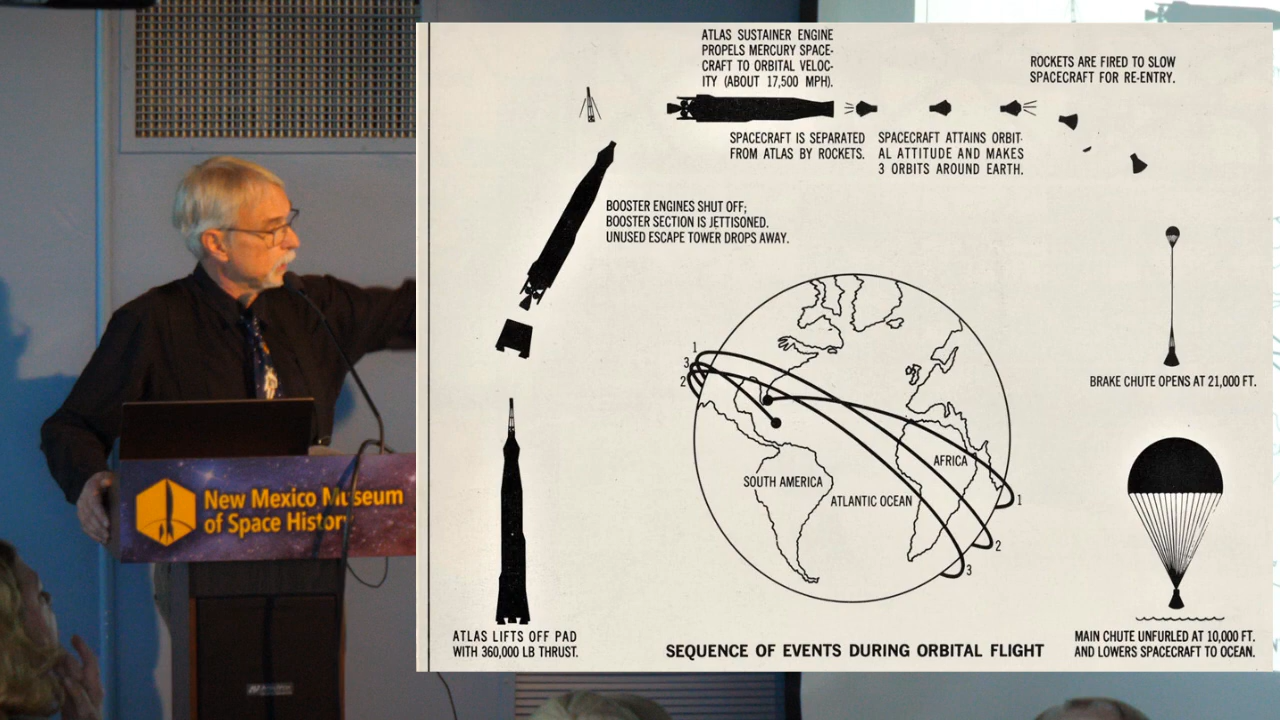 ATLAS SUSTAINER ENGINE
PROPELS MERCURY SPACE-
CRAFT TO ORBITAL VELOC-
ITY (ABOUT 17,500 MPH).
ROCKETS ARE FIRED TO SLOW
SPACECRAFT FOR RE-ENTRY.
SPACECRAFT IS SEPARATED
FROM ATLAS BY ROCKETS.
SPACECRAFT ATTAINS ORBIT-
AL ATTITUDE AND MAKES
3 ORBITS AROUND EARTH.
BOOSTER ENGINES SHUT OFF;
BOOSTER SECTION IS JETTISONED.
UNUSED ESCAPE TOWER DROPS AWAY.
1
3
2
BRAKE CHUTE OPENS AT 21,000 FT.
AFRICA
SOUTH AMERICA
ATLANTIC OCEAN
1
2
3
New Mexico Museum
of Space History
ATLAS LIFTS OFF PAD
WITH 360,000 LB THRUST.
SEQUENCE OF EVENTS DURING ORBITAL FLIGHT
MAIN CHUTE UNFURLED AT 10,000 FT.
AND LOWERS SPACECRAFT TO OCEAN.